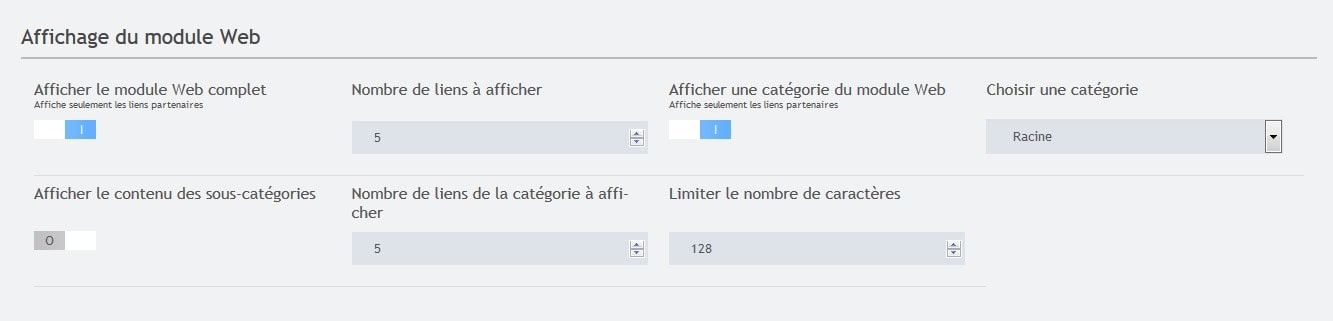 Affichage du module Web
Afficher le module Web complet
Affiche seulement les liens partenaires
I
Nombre de liens à afficher
5
Afficher une catégorie du module Web
Affiche seulement les liens partenaires
I
Choisir une catégorie
Racine
Afficher le contenu des sous-catégories
O
Nombre de liens de la catégorie à affi-
cher
5
Limiter le nombre de caractères
128